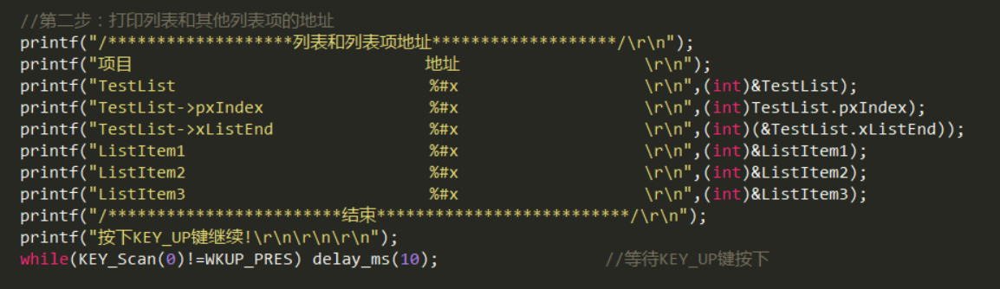 //第二步：打印列表和其他列表项的地址
printf("/*******************列表和列表项地址*******************/\r\n");
printf("项目                              地址                   \r\n");
printf("TestList                          %#x                   \r\n",(int)&TestList);
printf("TestList->pxIndex                 %#x                   \r\n",(int)TestList.pxIndex);
printf("TestList->xListEnd                %#x                   \r\n",(int)(&TestList.xListEnd));
printf("ListItem1                         %#x                   \r\n",(int)&ListItem1);
printf("ListItem2                         %#x                   \r\n",(int)&ListItem2);
printf("ListItem3                         %#x                   \r\n",(int)&ListItem3);
printf("/************************结束**************************/\r\n");
printf("按下KEY_UP键继续!\r\n\r\n\r\n");
while(KEY_Scan(0)!=WKUP_PRES) delay_ms(10);                 //等待KEY_UP键按下